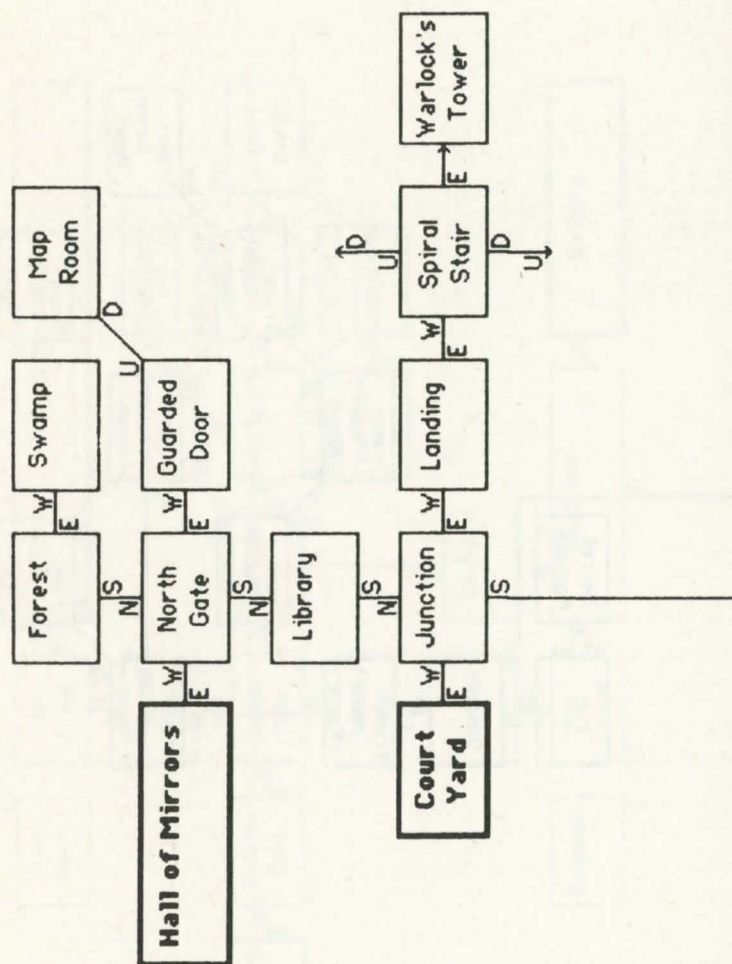 Forest
W
E
Swamp
Map
Room
S
N
D
U
Hall of Mirrors
W
E
North
Gate
W
E
Guarded
Door
S
N
Library
S
N
D
U
Court
Yard
W
E
Junction
W
E
Landing
W
E
Spiral
Stair
E
Warlock's
Tower
S
D
U